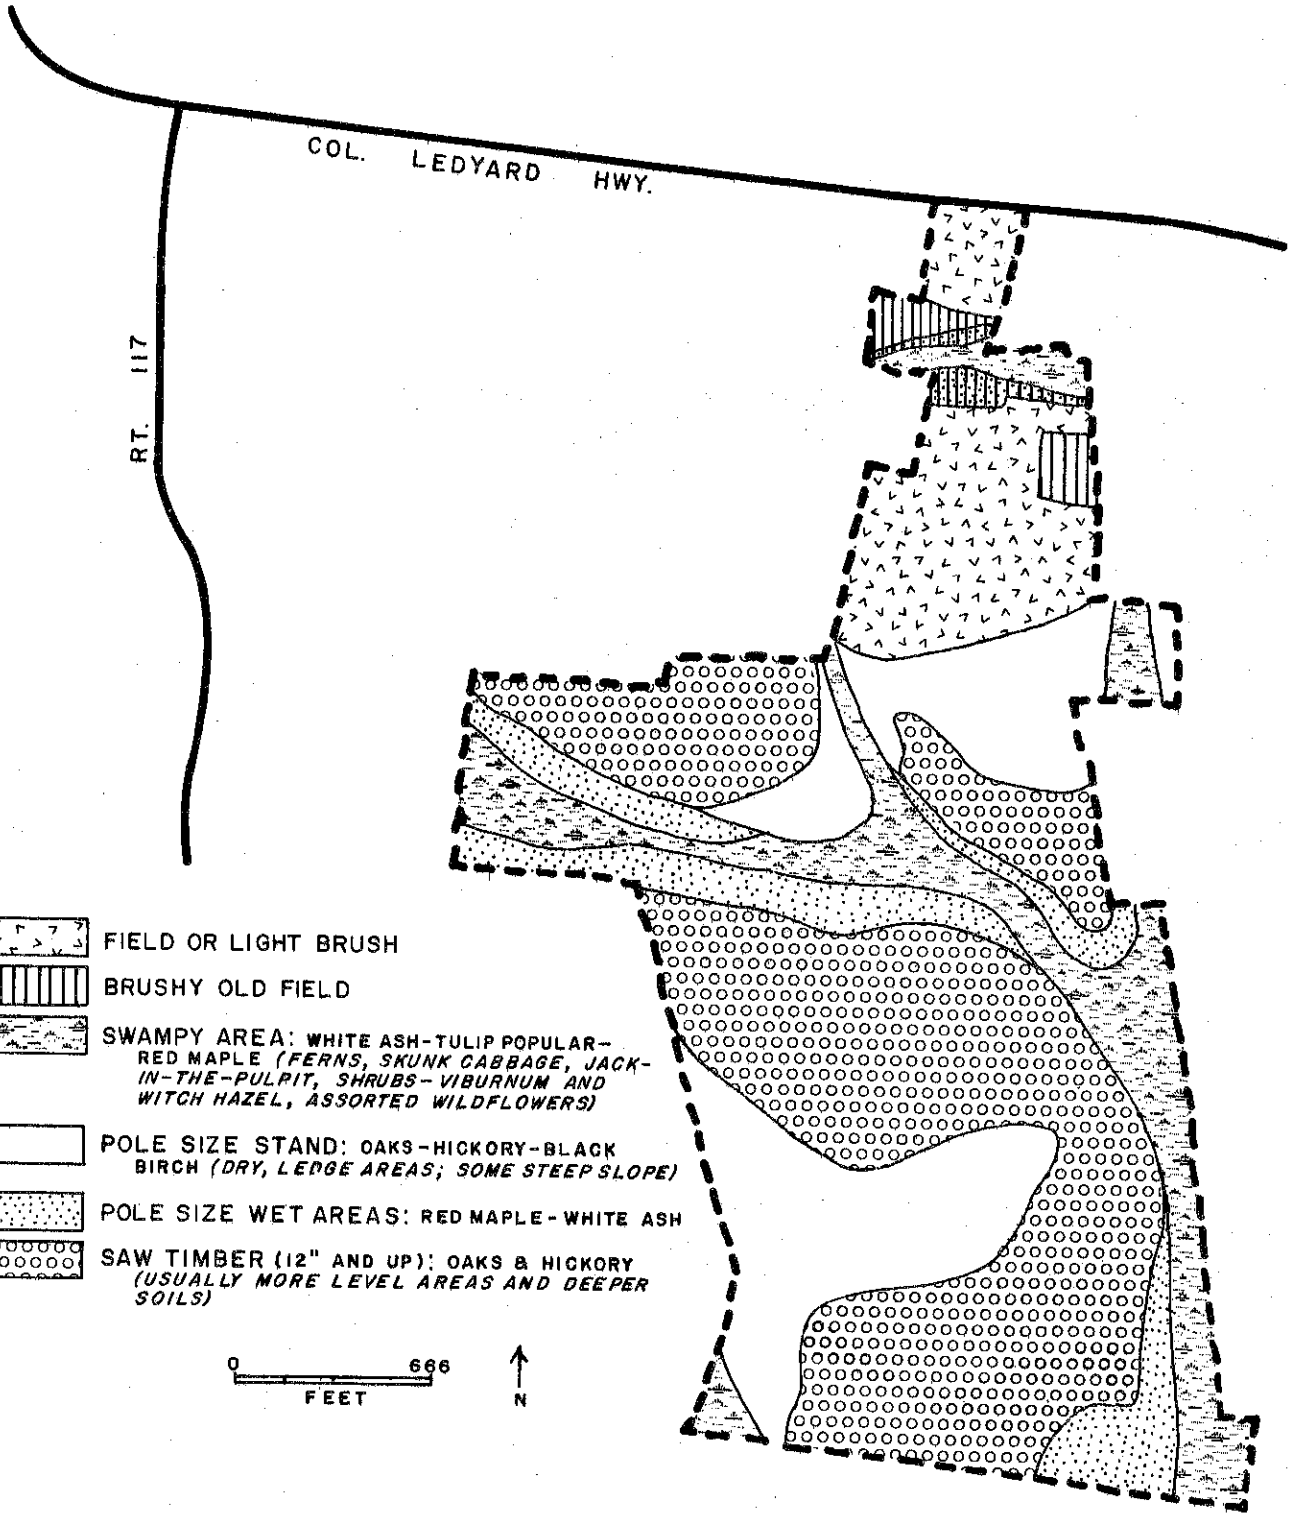 COL. LEDYARD HWY.
RT. 117
FIELD OR LIGHT BRUSH
BRUSHY OLD FIELD
SWAMPY AREA: WHITE ASH-TULIP POPULAR-
RED MAPLE (FERNS, SKUNK CABBAGE, JACK-
IN-THE-PULPIT, SHRUBS-VIBURNUM AND
WITCH HAZEL, ASSORTED WILDFLOWERS)
POLE SIZE STAND: OAKS-HICKORY-BLACK
BIRCH (DRY, LEDGE AREAS; SOME STEEP SLOPE)
POLE SIZE WET AREAS: RED MAPLE-WHITE ASH
SAW TIMBER (12" AND UP): OAKS & HICKORY
(USUALLY MORE LEVEL AREAS AND DEEPER
SOILS)
0 666
FEET
N